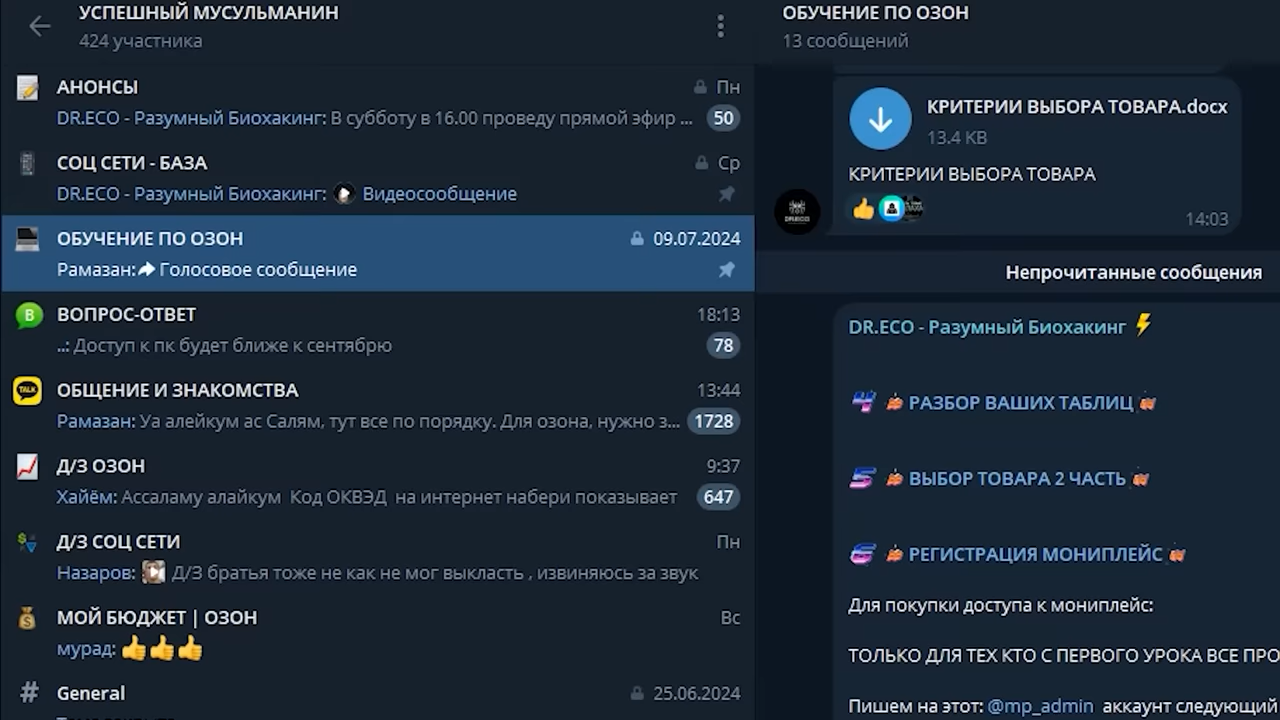 УСПЕШНЫЙ МУСУЛЬМАНИН
424 участника
АНОНСЫ
Пн
DR.ECO - Разумный Биохакинг: В субботу в 16.00 проведу прямой эфир ...
50
СОЦ СЕТИ - БАЗА
Ср
DR.ECO - Разумный Биохакинг: Видеосообщение
ОБУЧЕНИЕ ПО ОЗОН
09.07.2024
Рамазан: Голосовое сообщение
В
ВОПРОС-ОТВЕТ
18:13
..: Доступ к пк будет ближе к сентябрю
78
TALK
ОБЩЕНИЕ И ЗНАКОМСТВА
13:44
Рамазан: Уа алейкум ас Салям, тут все по порядку. Для озона, нужно з...
1728
Д/З ОЗОН
9:37
Хайём: Ассаламу алайкум Код ОКВЭД на интернет набери показывает
647
Д/З СОЦ СЕТИ
Пн
Назаров: Д/З братья тоже не как не мог выкласть , извиняюсь за звук
МОЙ БЮДЖЕТ | ОЗОН
Вс
мурад: 👍👍👍
# General
25.06.2024
ОБУЧЕНИЕ ПО ОЗОН
13 сообщений
КРИТЕРИИ ВЫБОРА ТОВАРА.docx
13.4 KB
КРИТЕРИИ ВЫБОРА ТОВАРА
14:03
DR.ECO
Непрочитанные сообщения
DR.ECO - Разумный Биохакинг ⚡
4 РАЗБОР ВАШИХ ТАБЛИЦ
5 ВЫБОР ТОВАРА 2 ЧАСТЬ
6 РЕГИСТРАЦИЯ МОНИПЛЕЙС
Для покупки доступа к мониплейс:
ТОЛЬКО ДЛЯ ТЕХ КТО С ПЕРВОГО УРОКА ВСЕ ПРО
Пишем на этот: @mp_admin аккаунт следующий